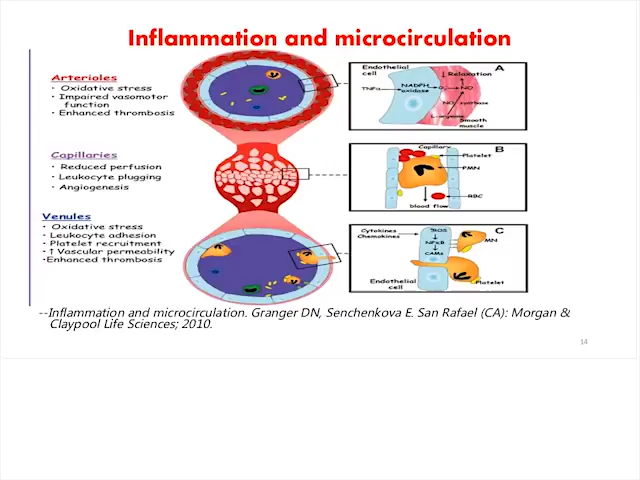 Inflammation and microcirculation
Arterioles
• Oxidative stress
• Impaired vasomotor
function
• Enhanced thrombosis
Capillaries
• Reduced perfusion
• Leukocyte plugging
• Angiogenesis
Venules
• Oxidative stress
• Leukocyte adhesion
• Platelet recruitment
• ↑ Vascular permeability
•Enhanced thrombosis
Endothelial
cell
A
↓ Relaxation
TNFα
NADPH
oxidase
NO
NO synthase
L-arginine
Smooth
muscle
Capillary
B
Platelet
PMN
RBC
blood flow
Cytokines
Chemokines
C
ROS
NFκB
CAMs
Endothelial
cell
Platelet
--Inflammation and microcirculation. Granger DN, Senchenkova E. San Rafael (CA): Morgan &
Claypool Life Sciences; 2010.
14